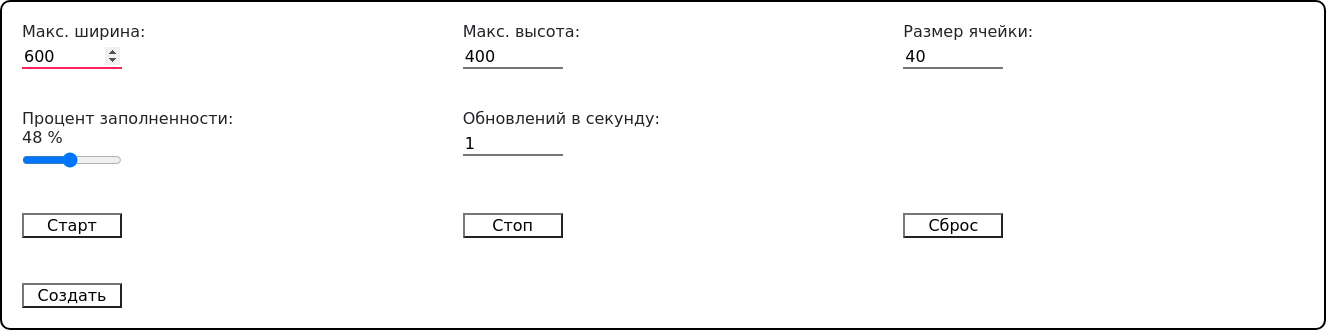 Макс. ширина:
600
Макс. высота:
400
Размер ячейки:
40
Процент заполненности:
48 %
Обновлений в секунду:
1
Старт
Стоп
Сброс
Создать